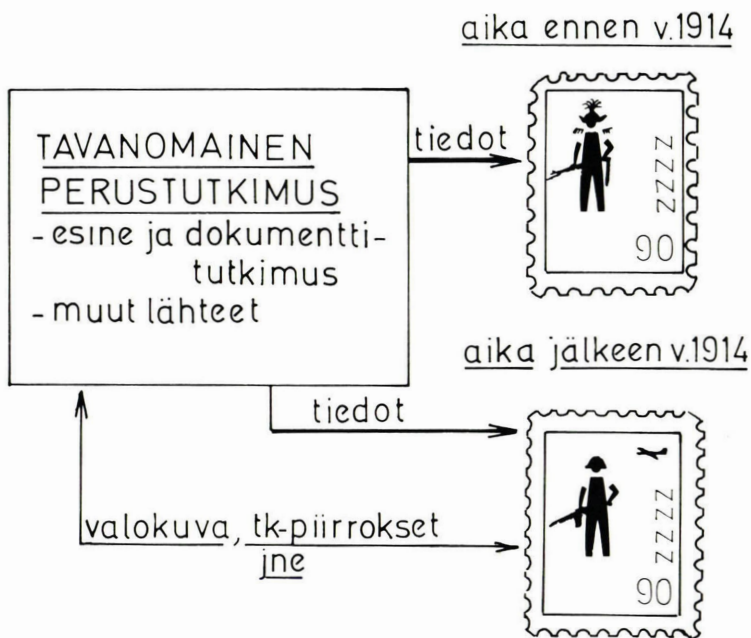 aika ennen v.1914
TAVANOMAINEN
PERUSTUTKIMUS
- esine ja dokumentti-
tutkimus
- muut lähteet
tiedot
ZZZZ
90
aika jälkeen v.1914
tiedot
valokuva, tk-piirrokset
jne
ZZZZ
90